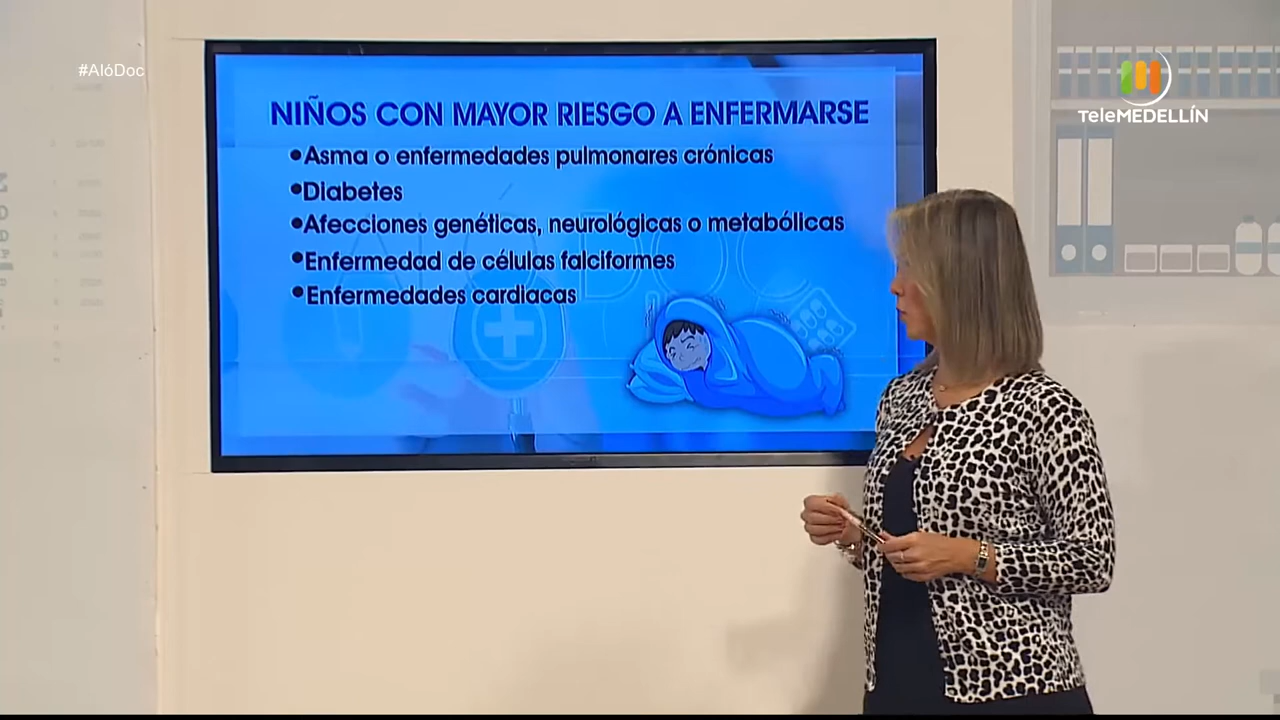 #AlóDoc
TeleMEDELLÍN
NIÑOS CON MAYOR RIESGO A ENFERMARSE
•Asma o enfermedades pulmonares crónicas
•Diabetes
•Afecciones genéticas, neurológicas o metabólicas
•Enfermedad de células falciformes
•Enfermedades cardiacas